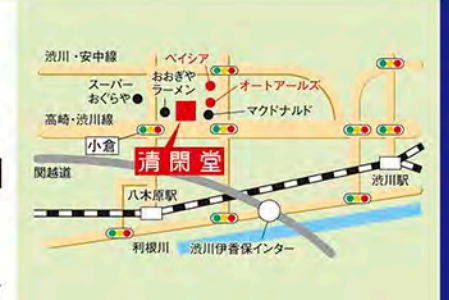 渋川・安中線
ベイシア
スーパー
おぐらや
おおぎや
ラーメン
オートアールズ
マクドナルド
高崎・渋川線
小倉
清閑堂
関越道
渋川駅
八木原駅
利根川
渋川伊香保インター